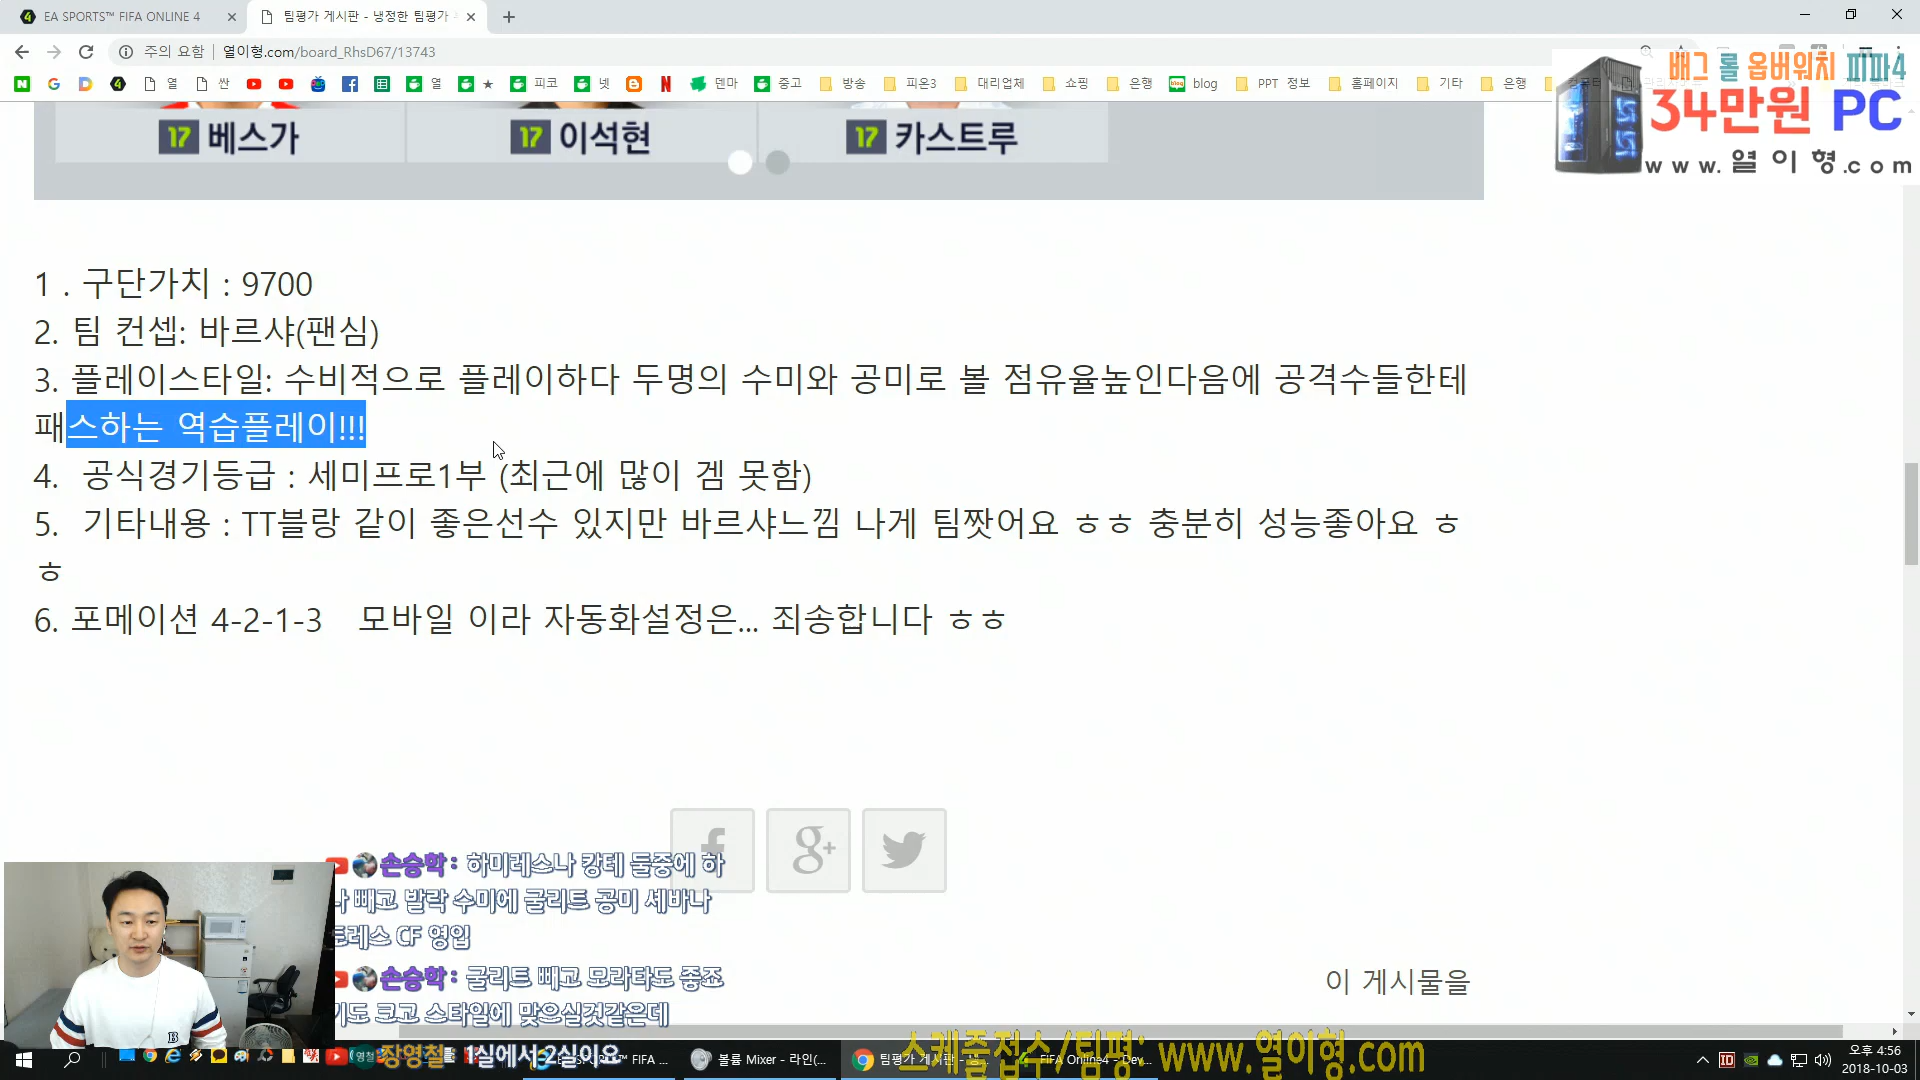 EA SPORTS™ FIFA ONLINE 4
팀평가 게시판 - 냉정한 팀평가
주의 요함
열이형.com/board_RhsD67/13743
열
싼
열
피코
넷
덴마
중고
방송
피온3
대리업체
쇼핑
은행
blog
PPT 정보
홈페이지
기타
은행
배그 롤 옵버워치 피파4
34만원 PC
www.열이형.com
17 베스가
17 이석현
17 카스트루
1 . 구단가치 : 9700
2. 팀 컨셉: 바르샤(팬심)
3. 플레이스타일: 수비적으로 플레이하다 두명의 수미와 공미로 볼 점유율높인다음에 공격수들한테
패스하는 역습플레이!!!
4. 공식경기등급 : 세미프로1부 (최근에 많이 겜 못함)
5. 기타내용 : TT블랑 같이 좋은선수 있지만 바르샤느낌 나게 팀짯어요 ㅎㅎ 충분히 성능좋아요 ㅎ
ㅎ
6. 포메이션 4-2-1-3 모바일 이라 자동화설정은... 죄송합니다 ㅎㅎ
손승학: 하미레스나 캉테 둘중에 하
나 빼고 발락 수미에 굴리트 공미 셰바나
토레스 CF 영입
손승학: 굴리트 빼고 모라타도 좋죠
키도 크고 스타일에 맞으실것같은데
이 게시물을
장영철: 1실에서 2실이요
FIFA ...
볼륨 Mixer - 라인(...
팀평가 게시판 -
FIFA Online4 - Dev...
스케줄접수/팀평: www.열이형.com
오후 4:56
2018-10-03